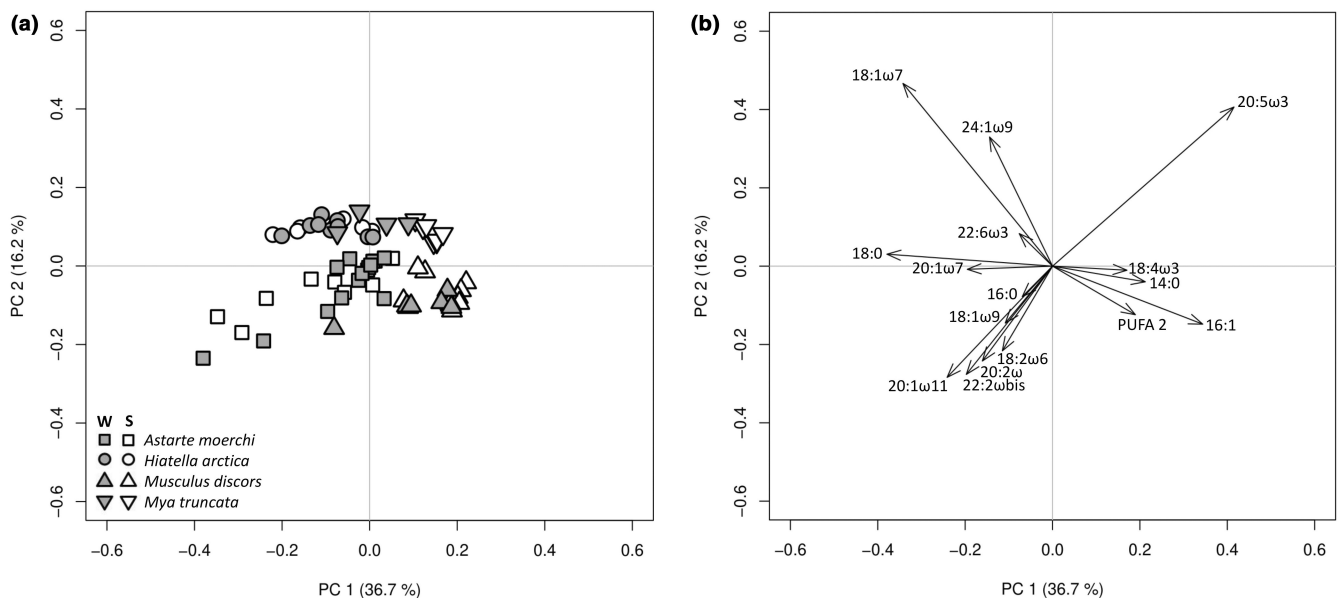 (a)
0.6
0.4
0.2
0.0
−0.2
−0.4
−0.6
PC 2 (16.2 %)
W S
Astarte moerchi
Hiatella arctica
Musculus discors
Mya truncata
−0.6 −0.4 −0.2 0.0 0.2 0.4 0.6
PC 1 (36.7 %)
(b)
0.6
0.4
0.2
0.0
−0.2
−0.4
−0.6
PC 2 (16.2 %)
18:1ω7
20:5ω3
24:1ω9
22:6ω3
18:0
20:1ω7
18:4ω3
14:0
16:0
18:1ω9
PUFA 2
16:1
18:2ω6
20:2ω
20:1ω11
22:2ωbis
−0.6 −0.4 −0.2 0.0 0.2 0.4 0.6
PC 1 (36.7 %)